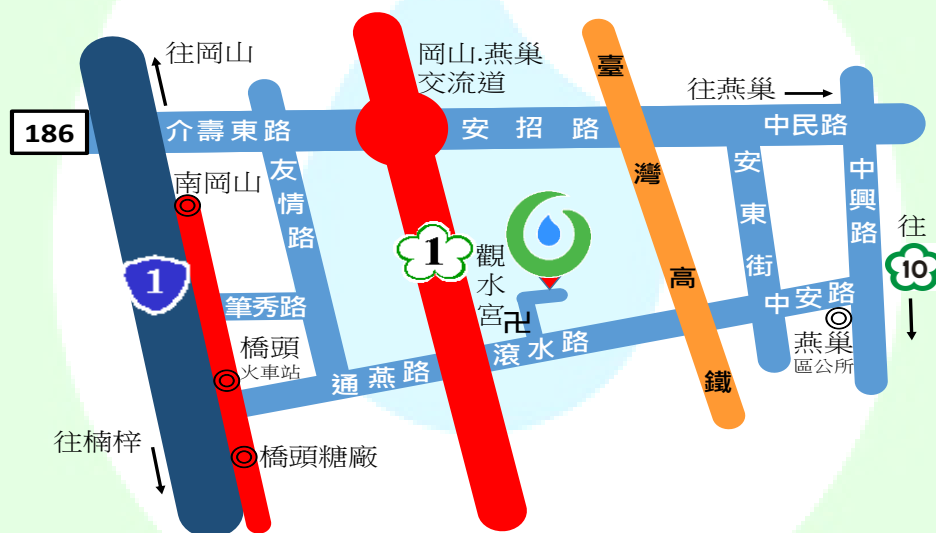 往岡山
岡山.燕巢
交流道
臺灣高鐵
往燕巢
186
介壽東路
安招路
中民路
南岡山
友情路
安東街
中興路
往
10
1
1
觀水宮
卍
筆秀路
中安路
橋頭
火車站
滾水路
燕巢
區公所
通燕路
往楠梓
橋頭糖廠